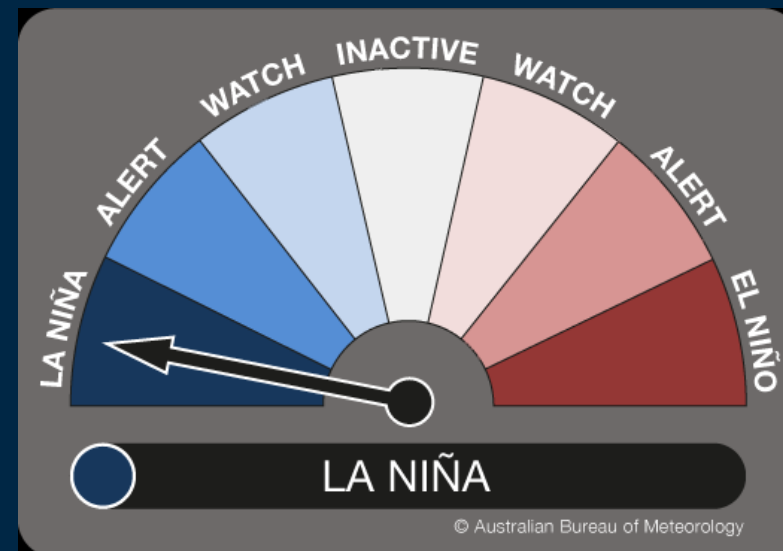 LA NIÑA
ALERT
WATCH
INACTIVE
WATCH
ALERT
EL NIÑO
LA NIÑA
© Australian Bureau of Meteorology